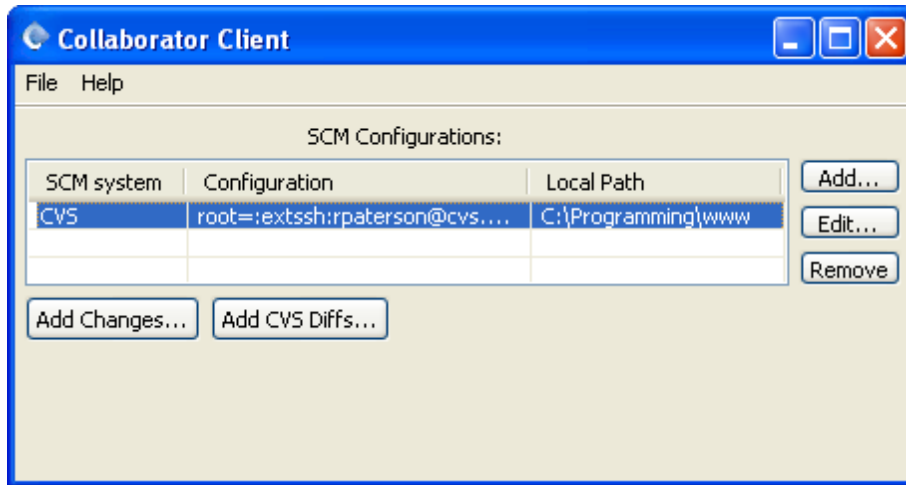 Collaborator Client
File Help
SCM Configurations:
SCM system Configuration Local Path Add...
CVS root=:extssh:rpaterson@cvs.... C:\Programming\www Edit...
Remove
Add Changes... Add CVS Diffs...